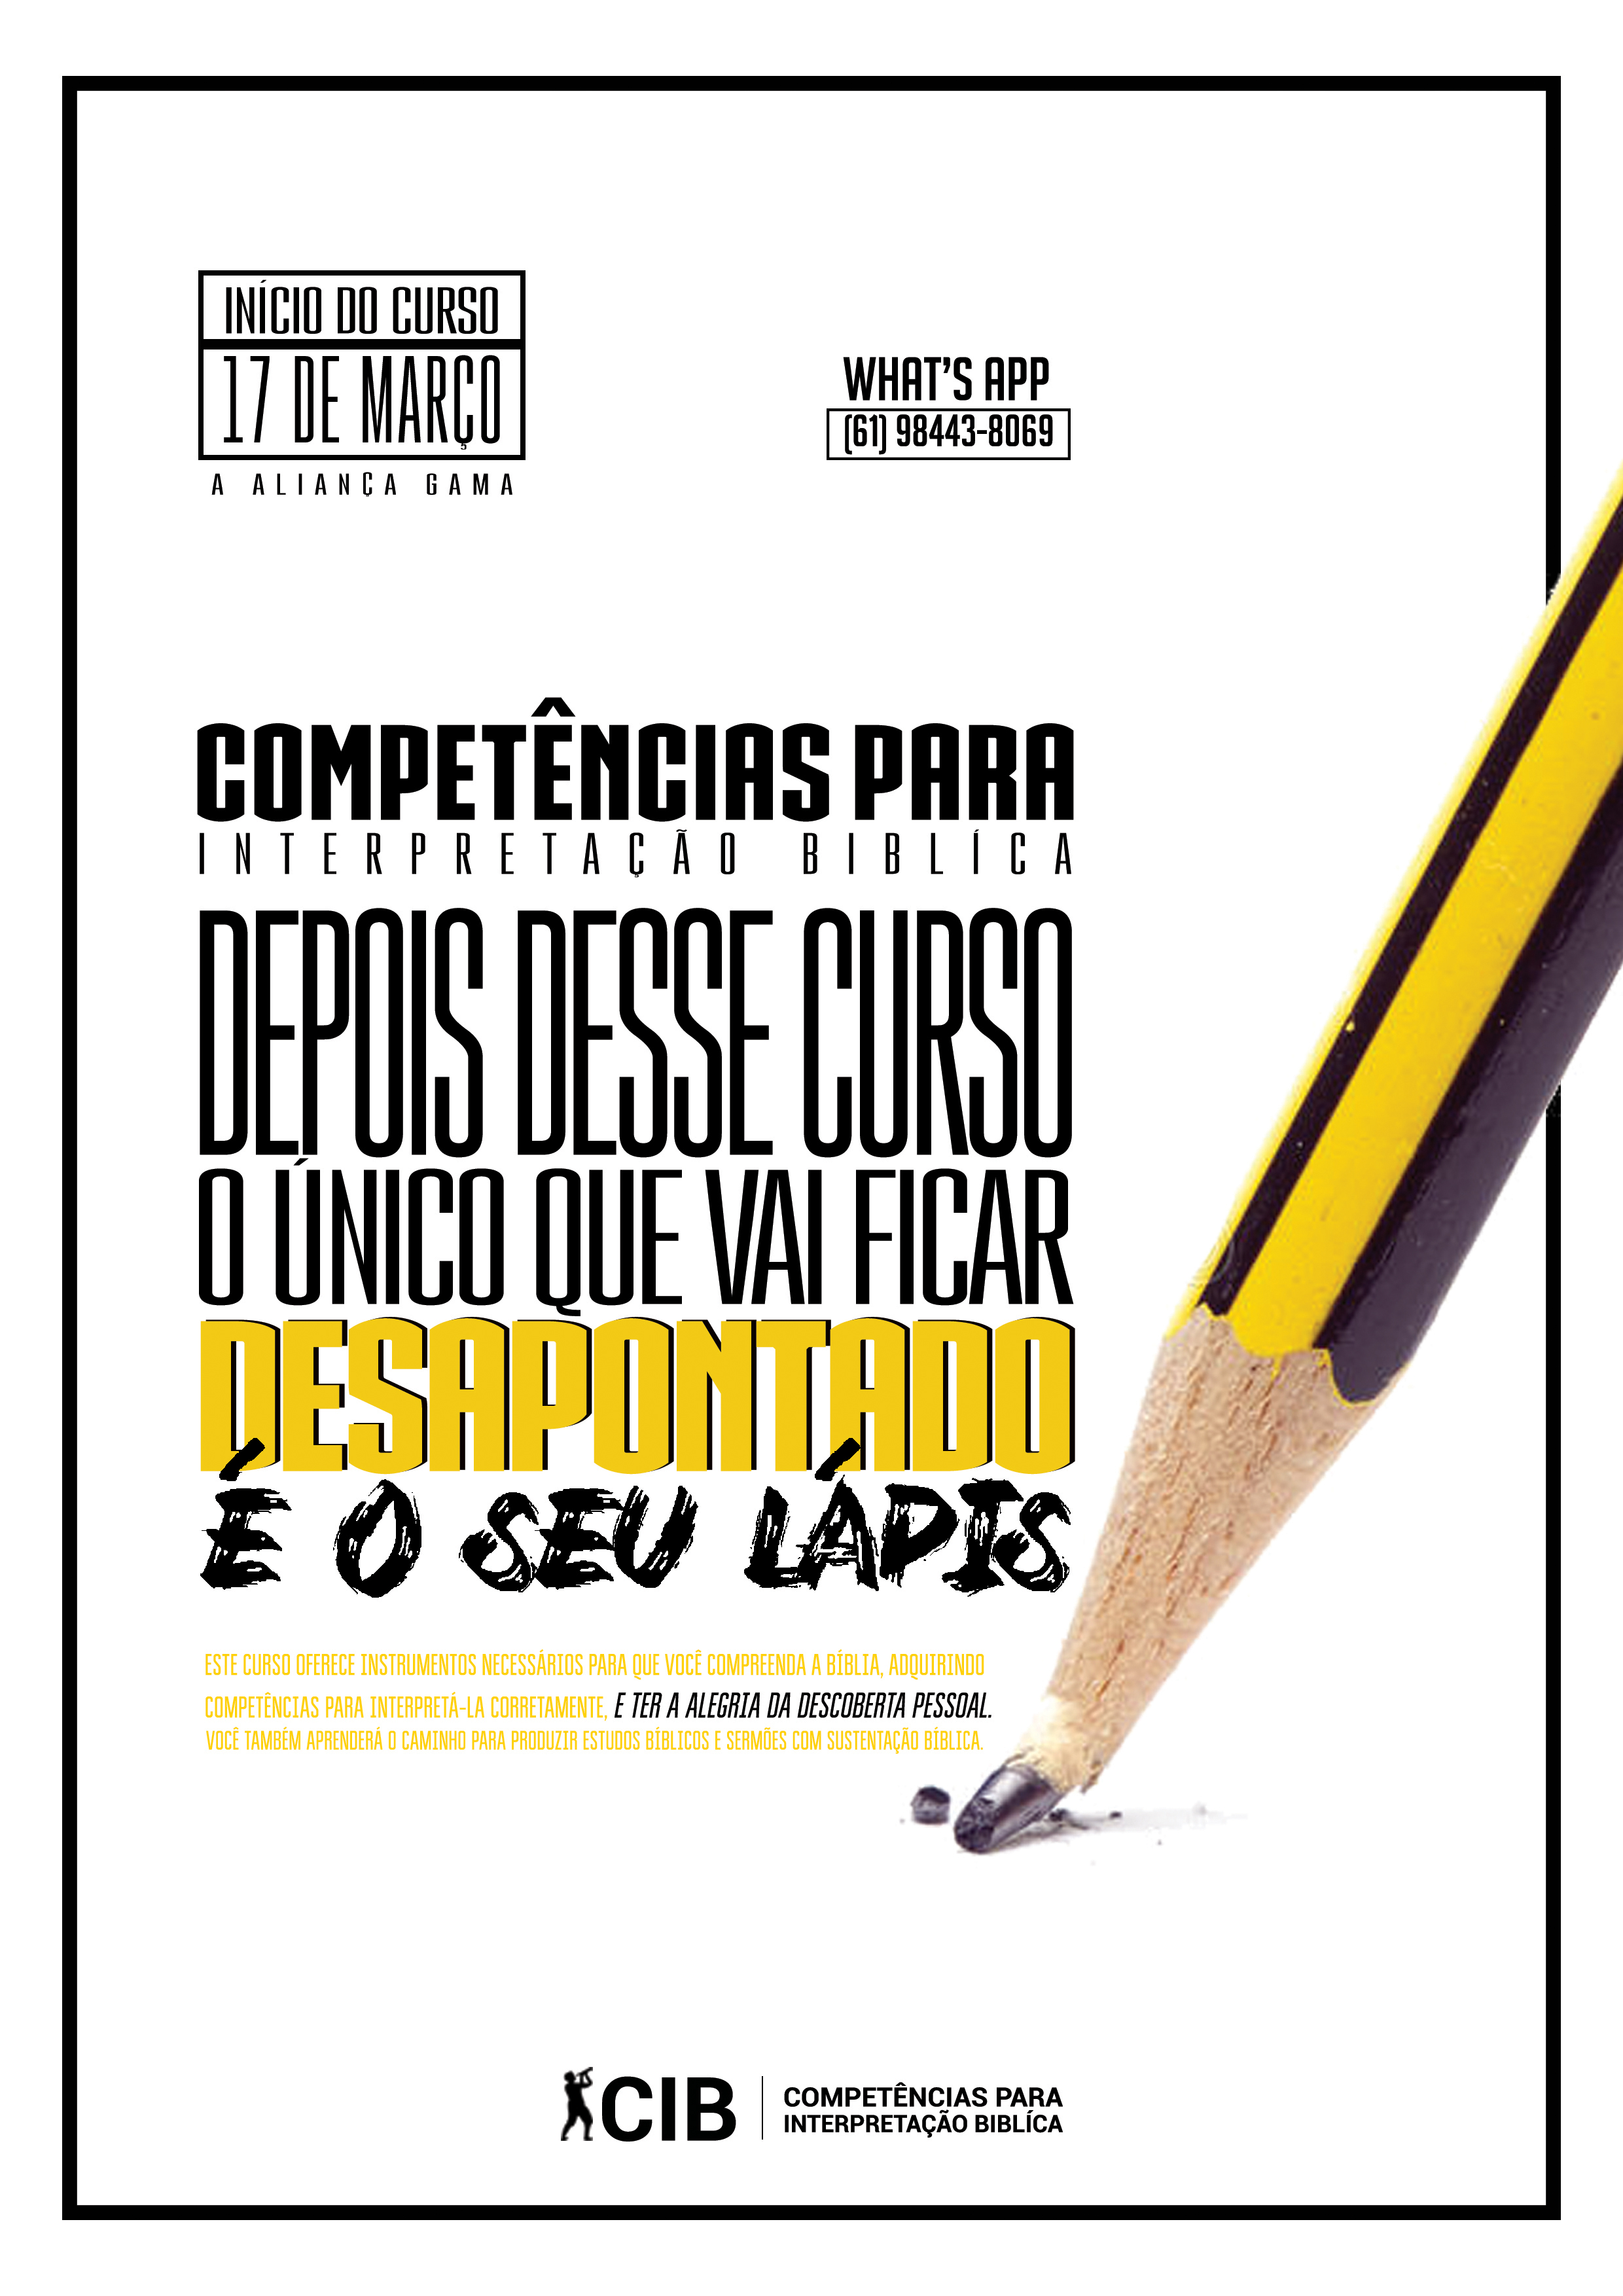 INÍCIO DO CURSO
17 DE MARÇO
A ALIANÇA GAMA
WHAT'S APP
(61) 98443-8069
COMPETÊNCIAS PARA
INTERPRETAÇÃO BIBLÍCA
DEPOIS DESSE CURSO
O ÚNICO QUE VAI FICAR
DESAPONTADO
É O SEU LÁPIS
ESTE CURSO OFERECE INSTRUMENTOS NECESSÁRIOS PARA QUE VOCÊ COMPREENDA A BÍBLIA, ADQUIRINDO
COMPETÊNCIAS PARA INTERPRETÁ-LA CORRETAMENTE, E TER A ALEGRIA DA DESCOBERTA PESSOAL.
VOCÊ TAMBÉM APRENDERÁ O CAMINHO PARA PRODUZIR ESTUDOS BÍBLICOS E SERMÕES COM SUSTENTAÇÃO BÍBLICA.
CIB
COMPETÊNCIAS PARA
INTERPRETAÇÃO BIBLÍCA